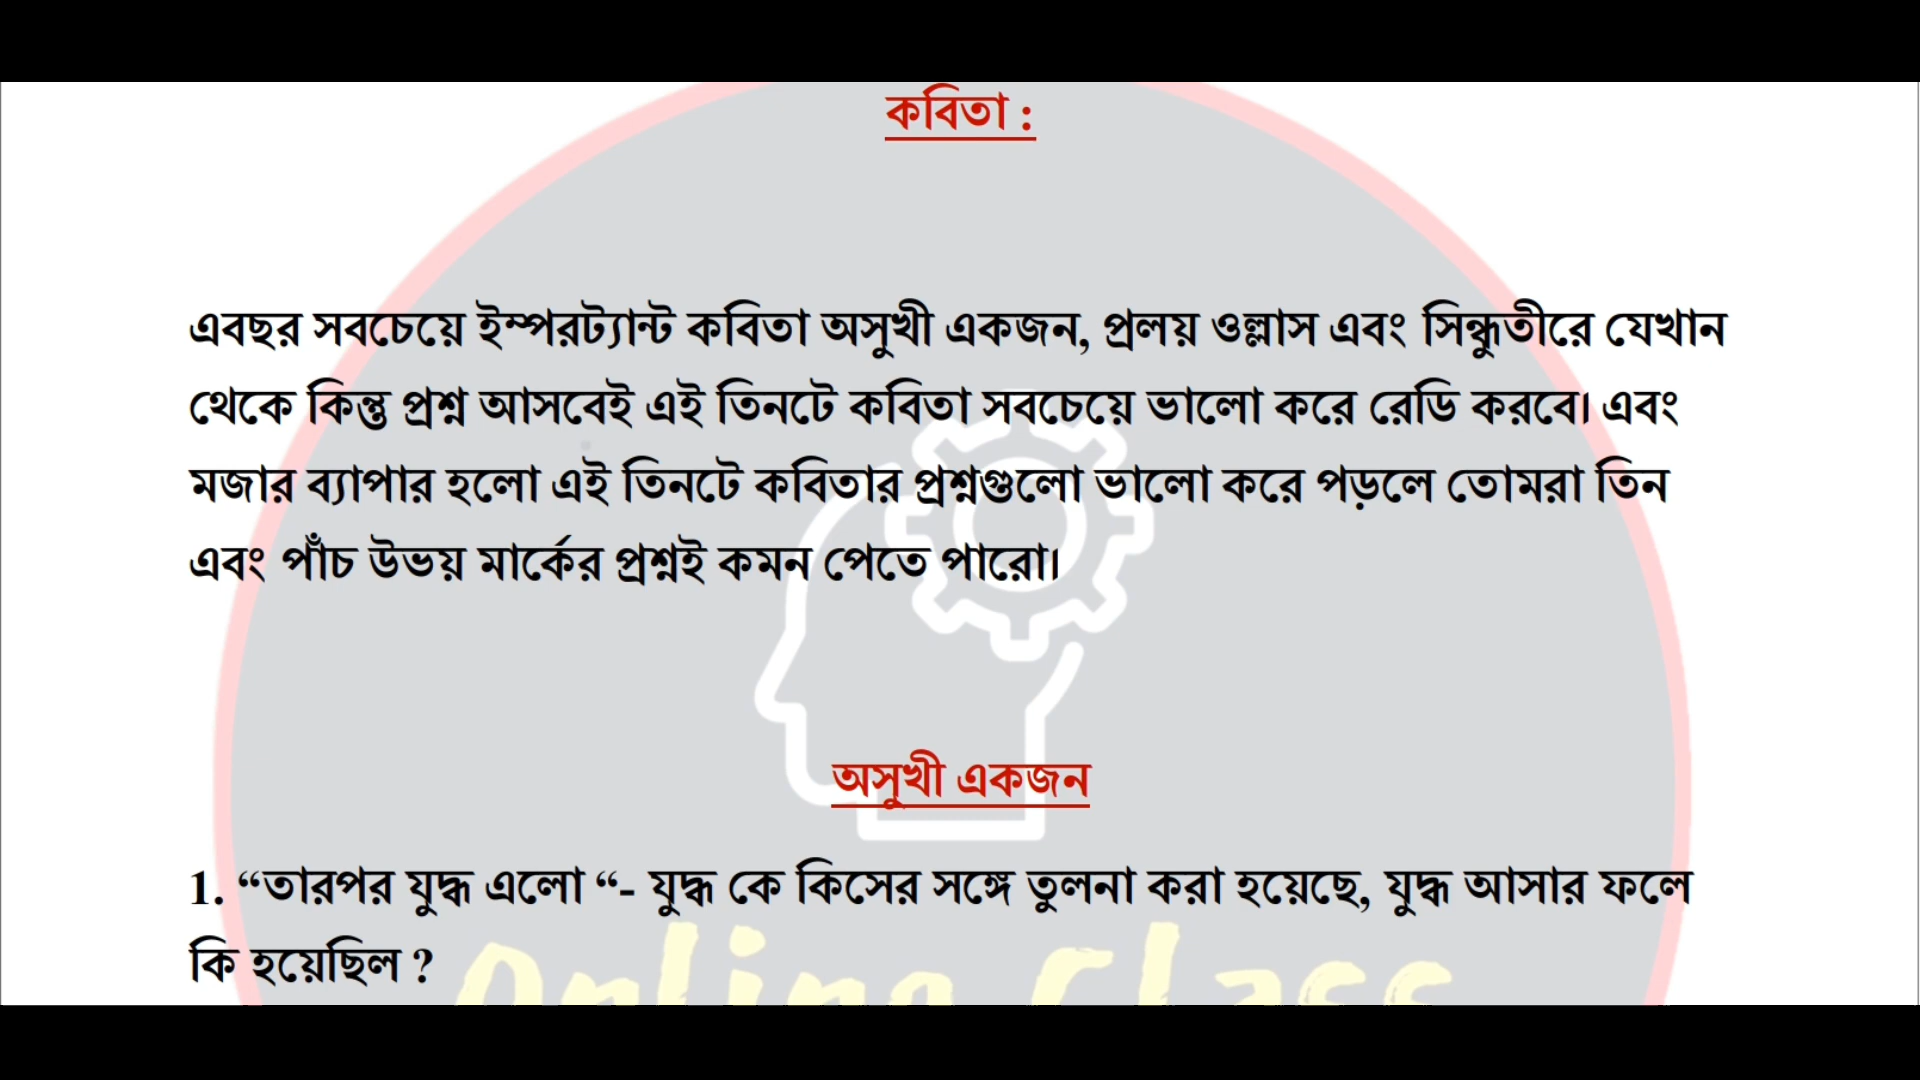 কবিতা :
এবছর সবচেয়ে ইম্পরট্যান্ট কবিতা অসুখী একজন, প্রলয় ওল্লাস এবং সিন্ধুতীরে যেখান
থেকে কিন্তু প্রশ্ন আসবেই এই তিনটে কবিতা সবচেয়ে ভালো করে রেডি করবে। এবং
মজার ব্যাপার হলো এই তিনটে কবিতার প্রশ্নগুলো ভালো করে পড়লে তোমরা তিন
এবং পাঁচ উভয় মার্কের প্রশ্নই কমন পেতে পারো।
অসুখী একজন
1. “তারপর যুদ্ধ এলো “- যুদ্ধ কে কিসের সঙ্গে তুলনা করা হয়েছে, যুদ্ধ আসার ফলে
কি হয়েছিল ?
Online Class